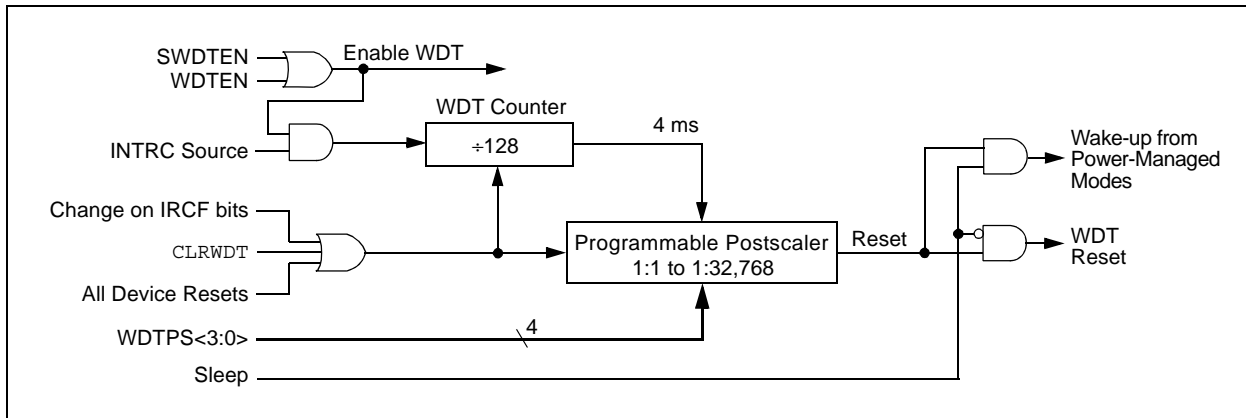 SWDTEN
WDTEN
Enable WDT
WDT Counter
INTRC Source
÷128
4 ms
Wake-up from
Power-Managed
Modes
Change on IRCF bits
CLRWDT
All Device Resets
Programmable Postscaler
1:1 to 1:32,768
Reset
WDT
Reset
WDTPS<3:0>
4
Sleep